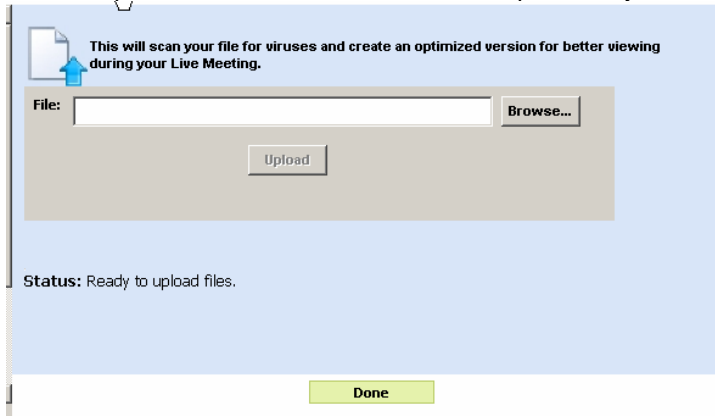 This will scan your file for viruses and create an optimized version for better viewing
during your Live Meeting.
File:
Browse...
Upload
Status: Ready to upload files.
Done